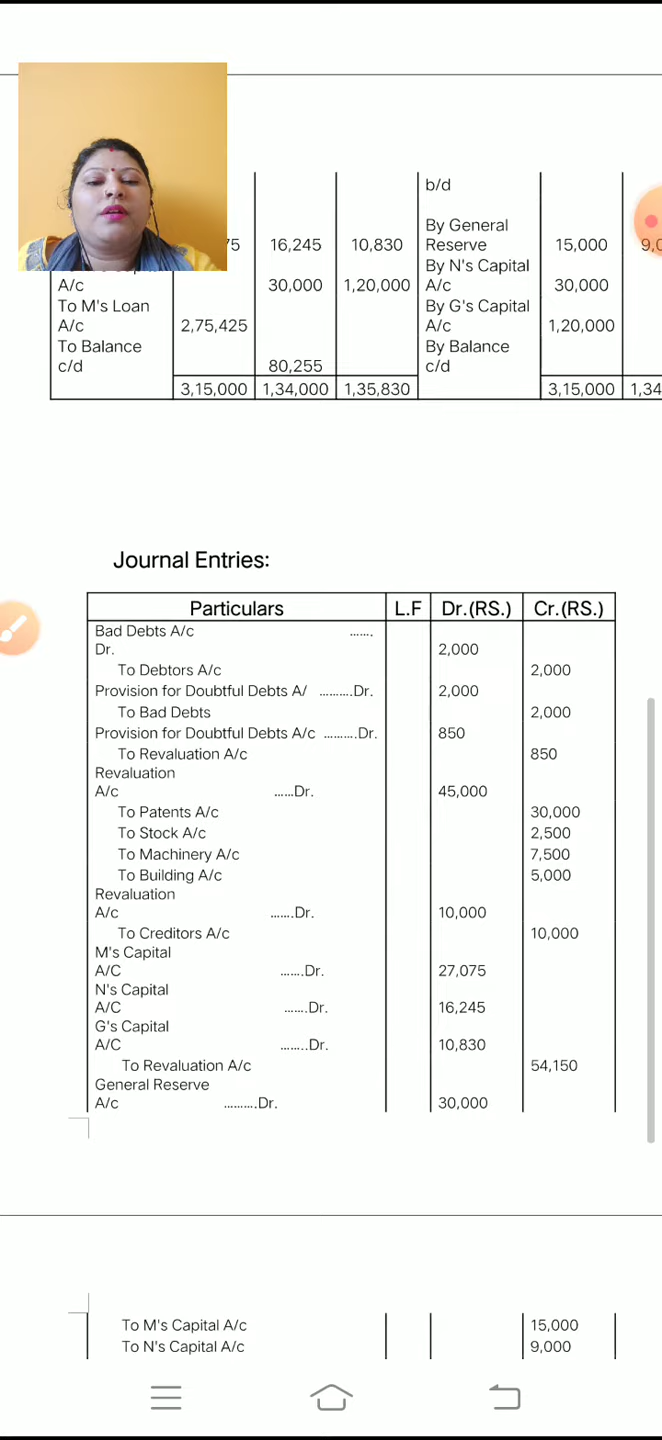 b/d
By General
75 16,245 10,830 Reserve 15,000 9,0
By N's Capital
A/c 30,000 1,20,000 A/c 30,000
To M's Loan By G's Capital
A/c 2,75,425 A/c 1,20,000
To Balance By Balance
c/d 80,255 c/d
3,15,000 1,34,000 1,35,830 3,15,000 1,34
Journal Entries:
Particulars L.F Dr.(RS.) Cr.(RS.)
Bad Debts A/c .......
Dr. 2,000
To Debtors A/c 2,000
Provision for Doubtful Debts A/ ..........Dr. 2,000
To Bad Debts 2,000
Provision for Doubtful Debts A/c ..........Dr. 850
To Revaluation A/c 850
Revaluation
A/c ......Dr. 45,000
To Patents A/c 30,000
To Stock A/c 2,500
To Machinery A/c 7,500
To Building A/c 5,000
Revaluation
A/c .......Dr. 10,000
To Creditors A/c 10,000
M's Capital
A/C .......Dr. 27,075
N's Capital
A/C .......Dr. 16,245
G's Capital
A/C ........Dr. 10,830
To Revaluation A/c 54,150
General Reserve
A/c ..........Dr. 30,000
To M's Capital A/c 15,000
To N's Capital A/c 9,000